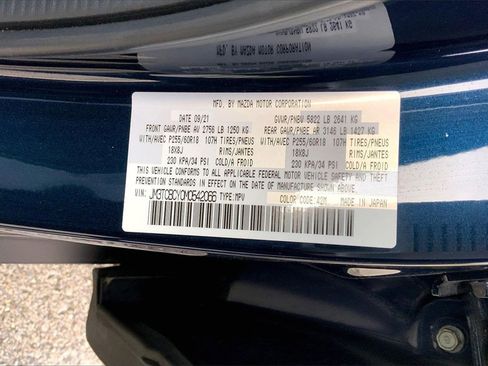 MFD. BY MAZDA MOTOR CORPORATION
DATE 09/21 GVWR/PNBV 5822 LB 2641 KG
FRONT GAWR/PNBE AV 2756 LB 1250 KG REAR GAWR/PNBE AR 3146 LB 1427 KG
WITH/AVEC P255/60R18 107H TIRES/PNEUS WITH/AVEC P255/60R18 107H TIRES/PNEUS
18X8J RIMS/JANTES 18X8J RIMS/JANTES
230 KPA/34 PSI COLD/A FROID 230 KPA/34 PSI COLD/A FROID
THIS VEHICLE CONFORMS TO ALL APPLICABLE FEDERAL MOTOR VEHICLE SAFETY AND
THEFT PREVENTION STANDARDS IN EFFECT ON THE DATE OF MANUFACTURE SHOWN ABOVE.
VIN: JM3TCBCY0M0542066 TYPE: MPV COLOR CODE: 42M MADE IN JAPAN